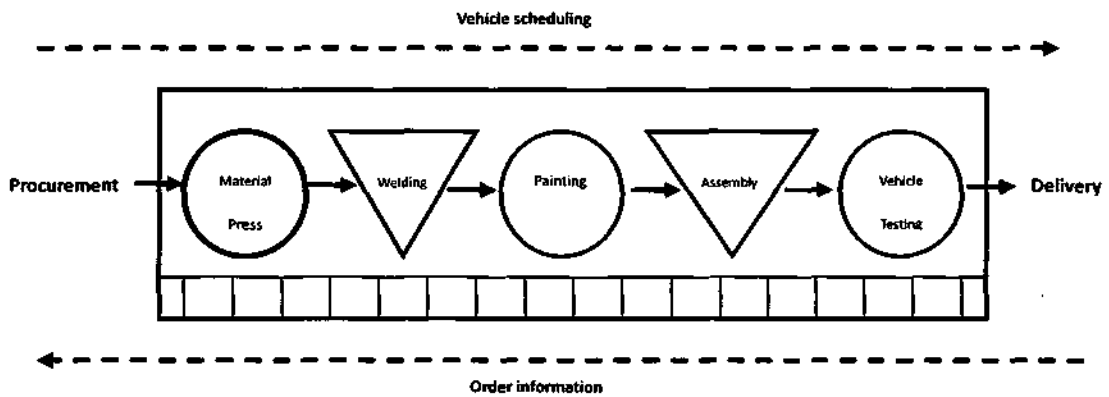 Vehicle scheduling
Procurement
Material
Press
Welding
Painting
Assembly
Vehicle
Testing
Delivery
Order information